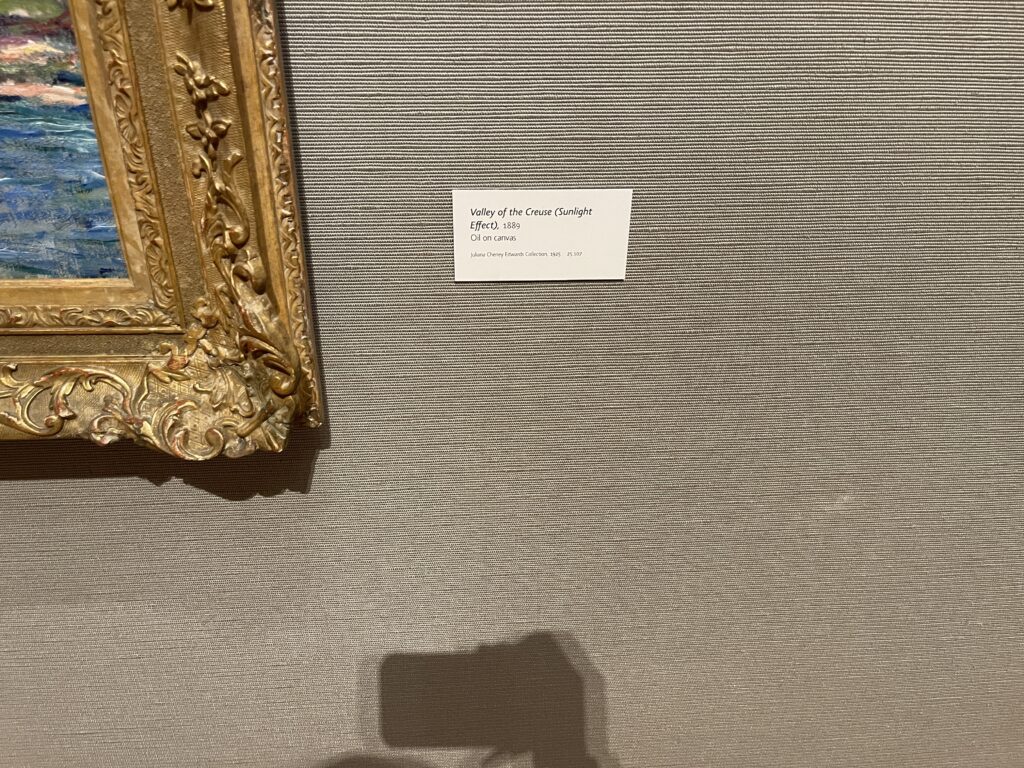 Valley of the Creuse (Sunlight
Effect), 1889
Oil on canvas
Juliana Cheney Edwards Collection, 1925 25.107